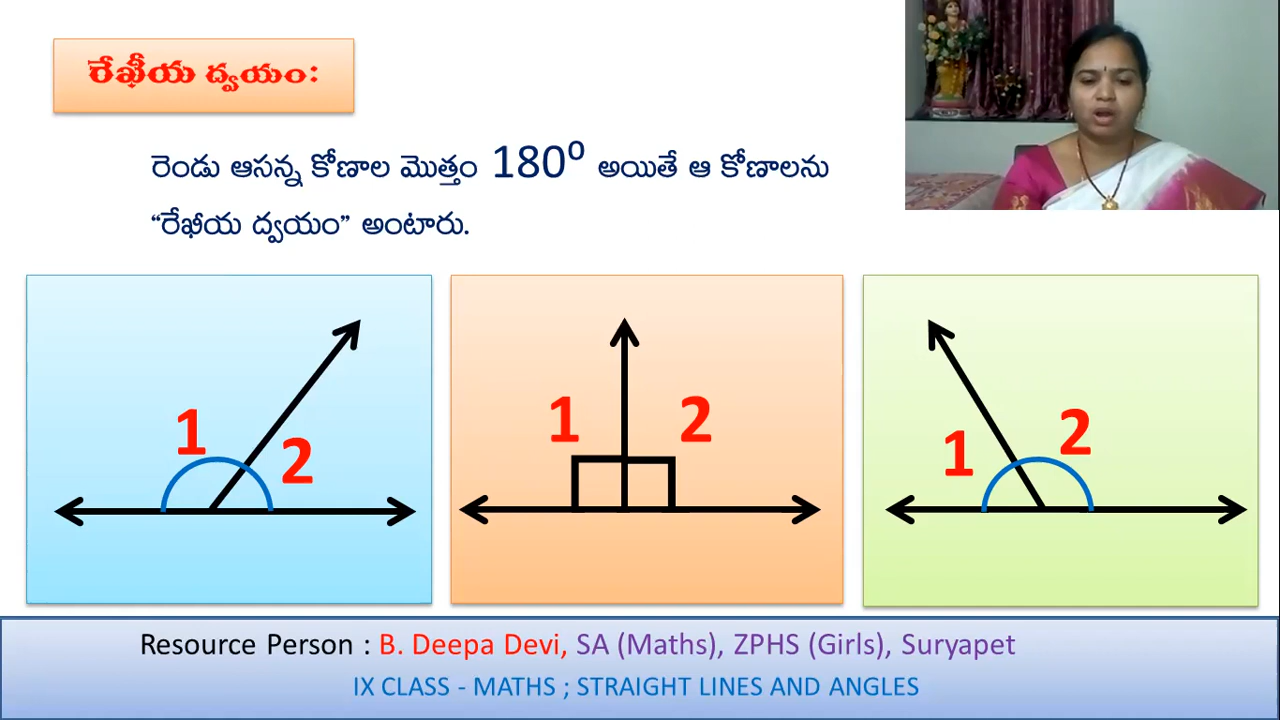 రేఖీయ ద్వయం:
రెండు ఆసన్న కోణాల మొత్తం 180⁰ అయితే ఆ కోణాలను
“రేఖీయ ద్వయం” అంటారు.
1 2
1 2
1 2
Resource Person : B. Deepa Devi, SA (Maths), ZPHS (Girls), Suryapet
IX CLASS - MATHS ; STRAIGHT LINES AND ANGLES